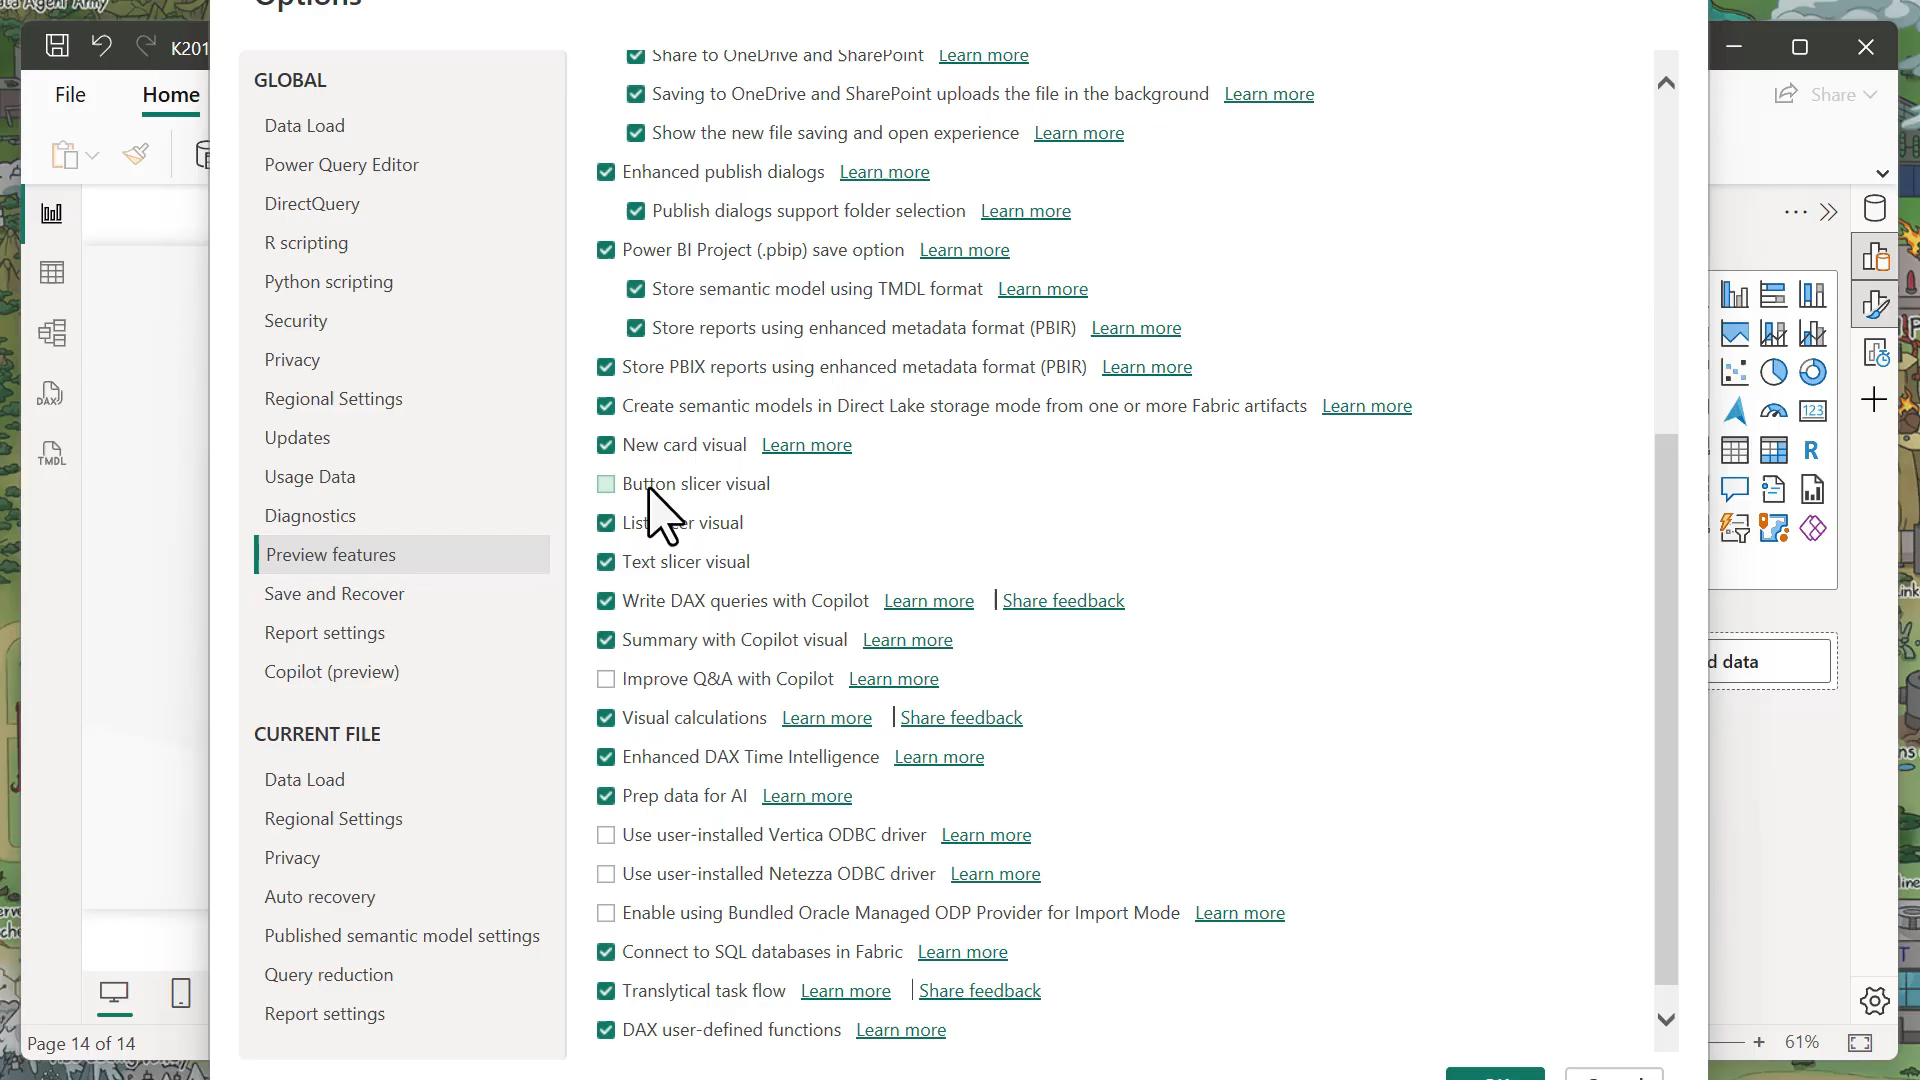 Options
K201
File
Home
Share
GLOBAL
Data Load
Power Query Editor
DirectQuery
R scripting
Python scripting
Security
Privacy
Regional Settings
Updates
Usage Data
Diagnostics
Preview features
Save and Recover
Report settings
Copilot (preview)
CURRENT FILE
Data Load
Regional Settings
Privacy
Auto recovery
Published semantic model settings
Query reduction
Report settings
Share to OneDrive and SharePoint Learn more
Saving to OneDrive and SharePoint uploads the file in the background Learn more
Show the new file saving and open experience Learn more
Enhanced publish dialogs Learn more
Publish dialogs support folder selection Learn more
Power BI Project (.pbip) save option Learn more
Store semantic model using TMDL format Learn more
Store reports using enhanced metadata format (PBIR) Learn more
Store PBIX reports using enhanced metadata format (PBIR) Learn more
Create semantic models in Direct Lake storage mode from one or more Fabric artifacts Learn more
New card visual Learn more
Button slicer visual
List er visual
Text slicer visual
Write DAX queries with Copilot Learn more | Share feedback
Summary with Copilot visual Learn more
Improve Q&A with Copilot Learn more
Visual calculations Learn more | Share feedback
Enhanced DAX Time Intelligence Learn more
Prep data for AI Learn more
Use user-installed Vertica ODBC driver Learn more
Use user-installed Netezza ODBC driver Learn more
Enable using Bundled Oracle Managed ODP Provider for Import Mode Learn more
Connect to SQL databases in Fabric Learn more
Translytical task flow Learn more | Share feedback
DAX user-defined functions Learn more
DAX
TMDL
123
R
d data
Page 14 of 14
61%